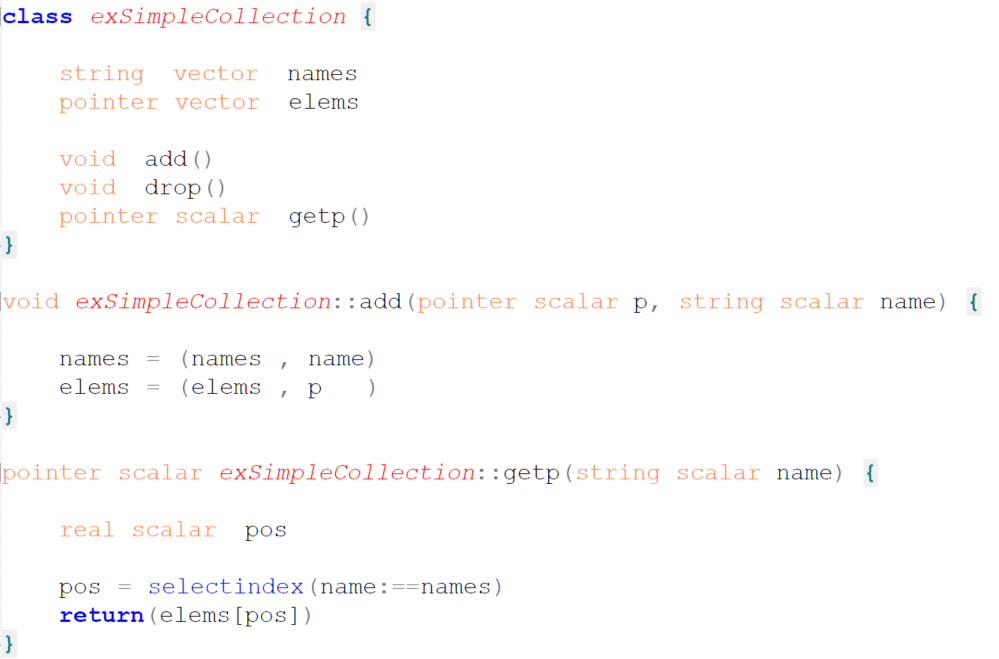 class exSimpleCollection {
string vector names
pointer vector elems
void add()
void drop()
pointer scalar getp()
}
void exSimpleCollection::add(pointer scalar p, string scalar name) {
names = (names , name)
elems = (elems , p )
}
pointer scalar exSimpleCollection::getp(string scalar name) {
real scalar pos
pos = selectindex(name:==names)
return(elems[pos])
}